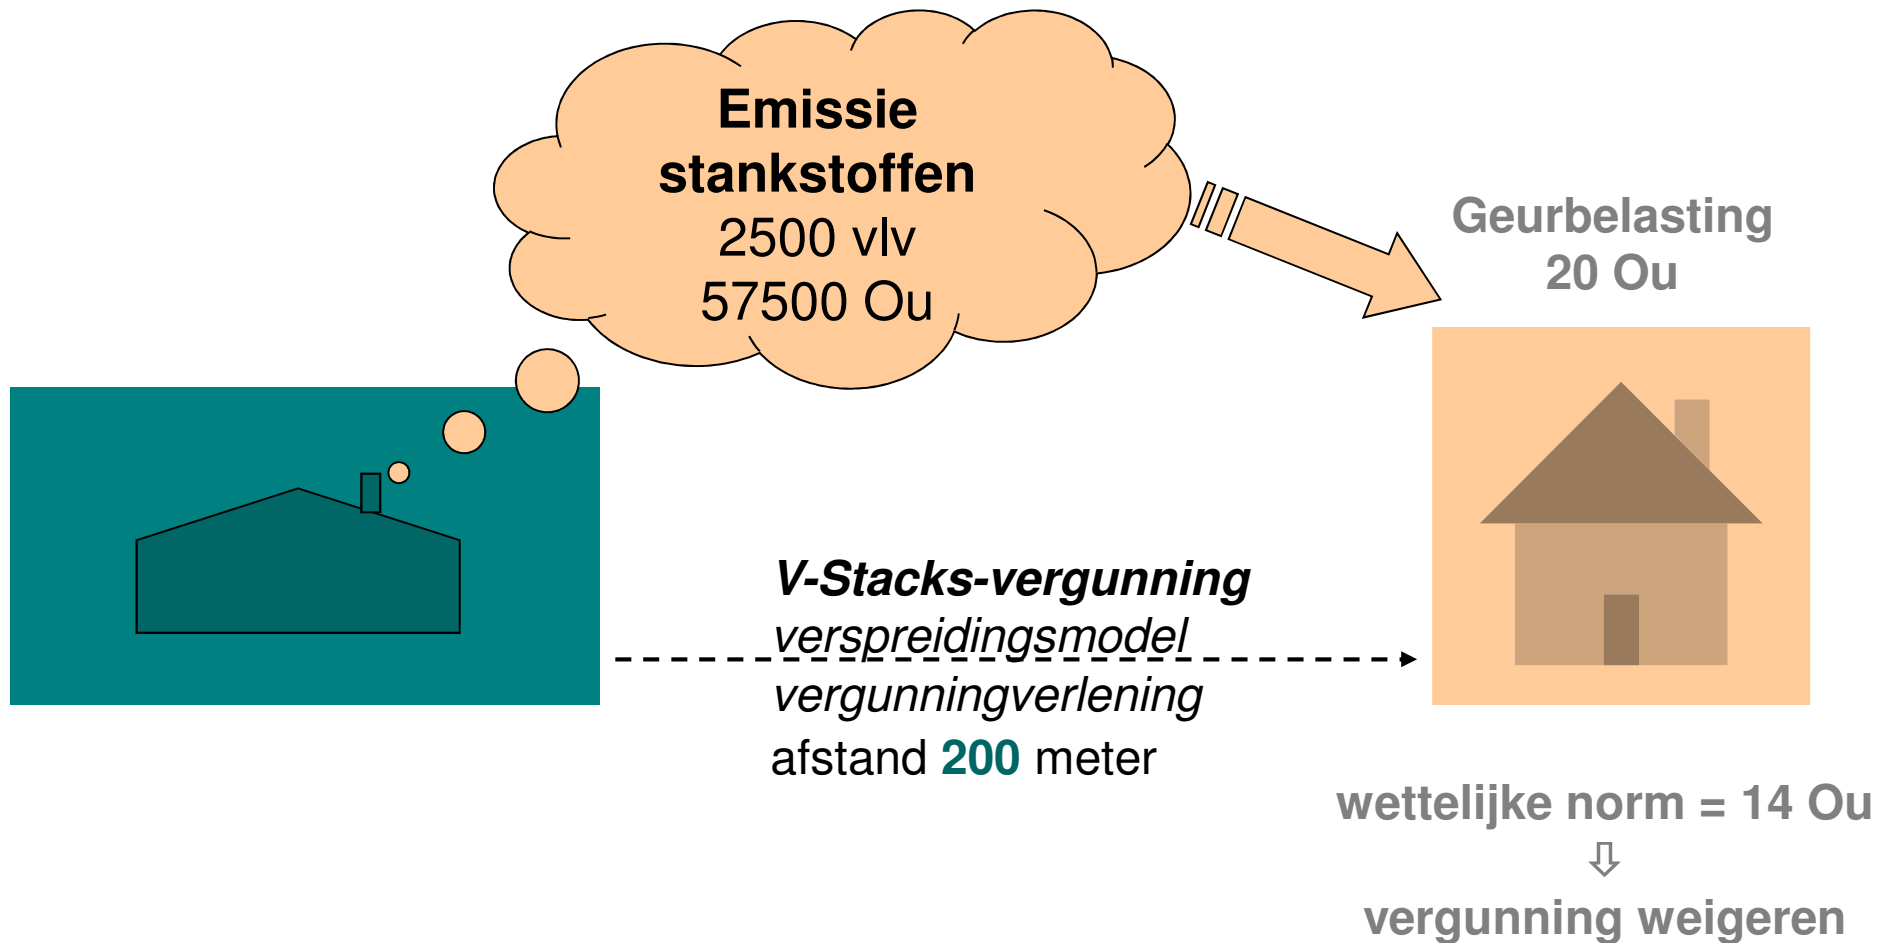 Emissie
stankstoffen
2500 vlv
57500 Ou
Geurbelasting
20 Ou
V-Stacks-vergunning
verspreidingsmodel
vergunningverlening
afstand 200 meter
wettelijke norm = 14 Ou
⇩
vergunning weigeren